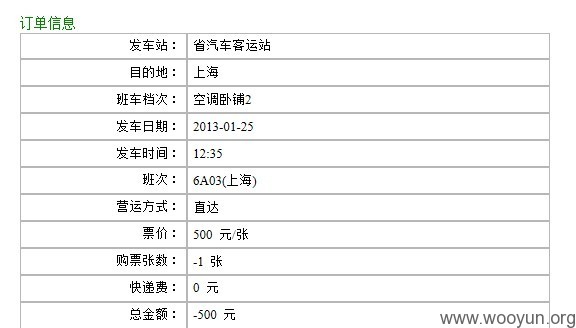 订单信息
发车站： 省汽车客运站
目的地： 上海
班车档次： 空调卧铺2
发车日期： 2013-01-25
发车时间： 12:35
班次： 6A03(上海)
营运方式： 直达
票价： 500 元/张
购票张数： -1 张
快递费： 0 元
总金额： -500 元
www.wooyun.org